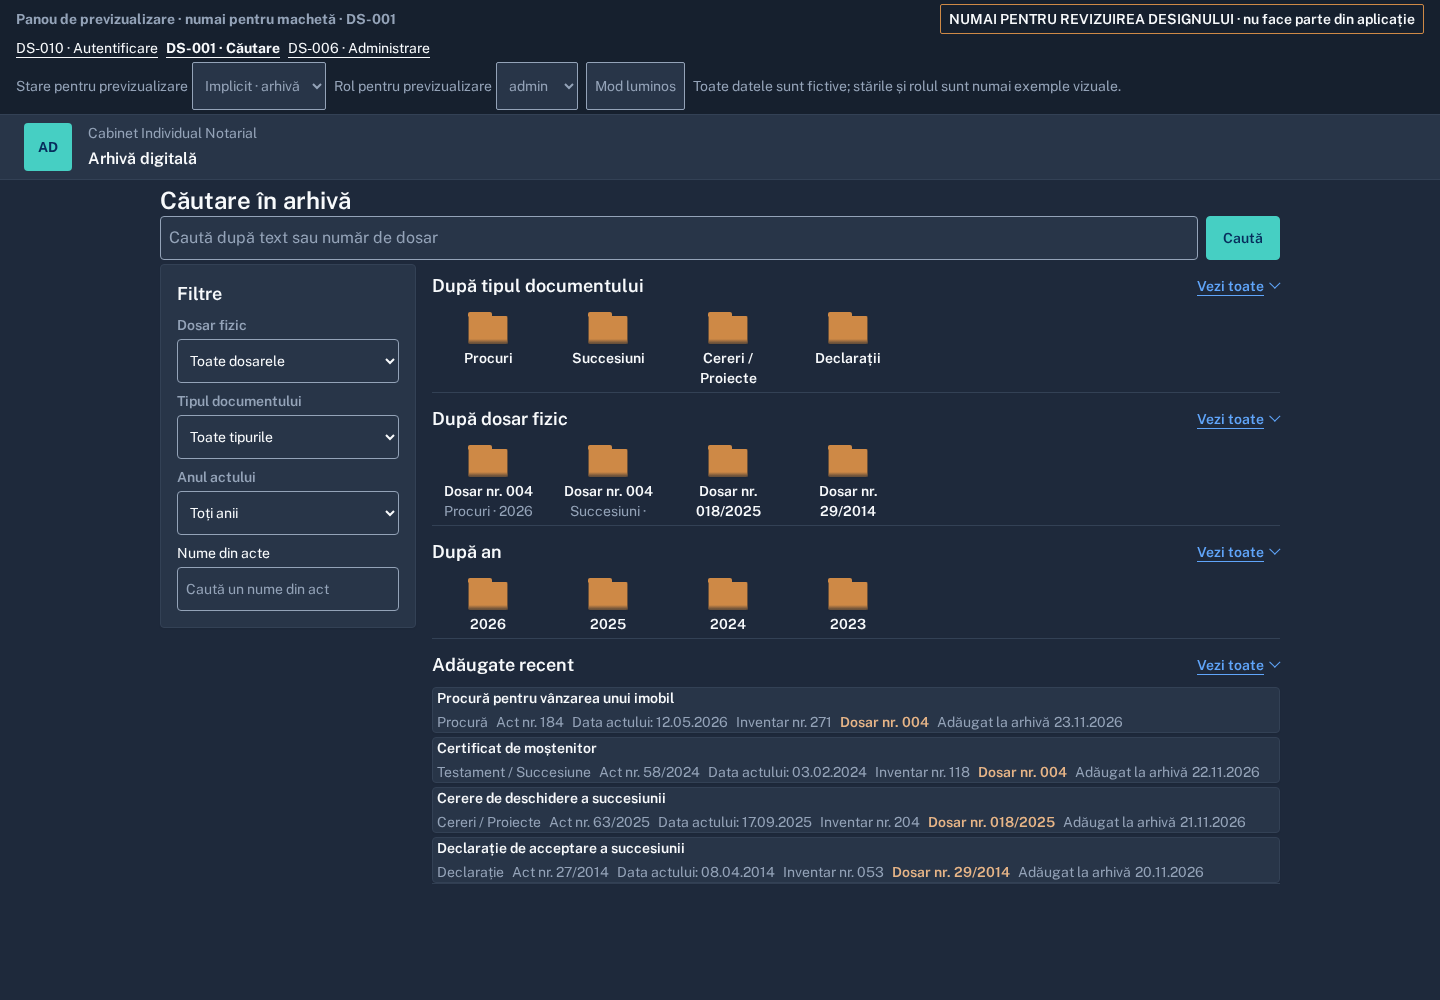 Panou de previzualizare · numai pentru machetă · DS-001
NUMAI PENTRU REVIZUIREA DESIGNULUI · nu face parte din aplicație
DS-010 · Autentificare DS-001 · Căutare DS-006 · Administrare
Stare pentru previzualizare Implicit · arhivă Rol pentru previzualizare admin Mod luminos Toate datele sunt fictive; stările și rolul sunt numai exemple vizuale.
AD
Cabinet Individual Notarial
Arhivă digitală
Căutare în arhivă
Caută după text sau număr de dosar
Caută
Filtre
Dosar fizic
Toate dosarele
Tipul documentului
Toate tipurile
Anul actului
Toți anii
Nume din acte
Caută un nume din act
După tipul documentului
Vezi toate
Procuri
Succesiuni
Cereri /
Proiecte
Declarații
După dosar fizic
Vezi toate
Dosar nr. 004
Procuri · 2026
Dosar nr. 004
Succesiuni ·
Dosar nr.
018/2025
Dosar nr.
29/2014
După an
Vezi toate
2026
2025
2024
2023
Adăugate recent
Vezi toate
Procură pentru vânzarea unui imobil
Procură Act nr. 184 Data actului: 12.05.2026 Inventar nr. 271 Dosar nr. 004 Adăugat la arhivă 23.11.2026
Certificat de moștenitor
Testament / Succesiune Act nr. 58/2024 Data actului: 03.02.2024 Inventar nr. 118 Dosar nr. 004 Adăugat la arhivă 22.11.2026
Cerere de deschidere a succesiunii
Cereri / Proiecte Act nr. 63/2025 Data actului: 17.09.2025 Inventar nr. 204 Dosar nr. 018/2025 Adăugat la arhivă 21.11.2026
Declarație de acceptare a succesiunii
Declarație Act nr. 27/2014 Data actului: 08.04.2014 Inventar nr. 053 Dosar nr. 29/2014 Adăugat la arhivă 20.11.2026